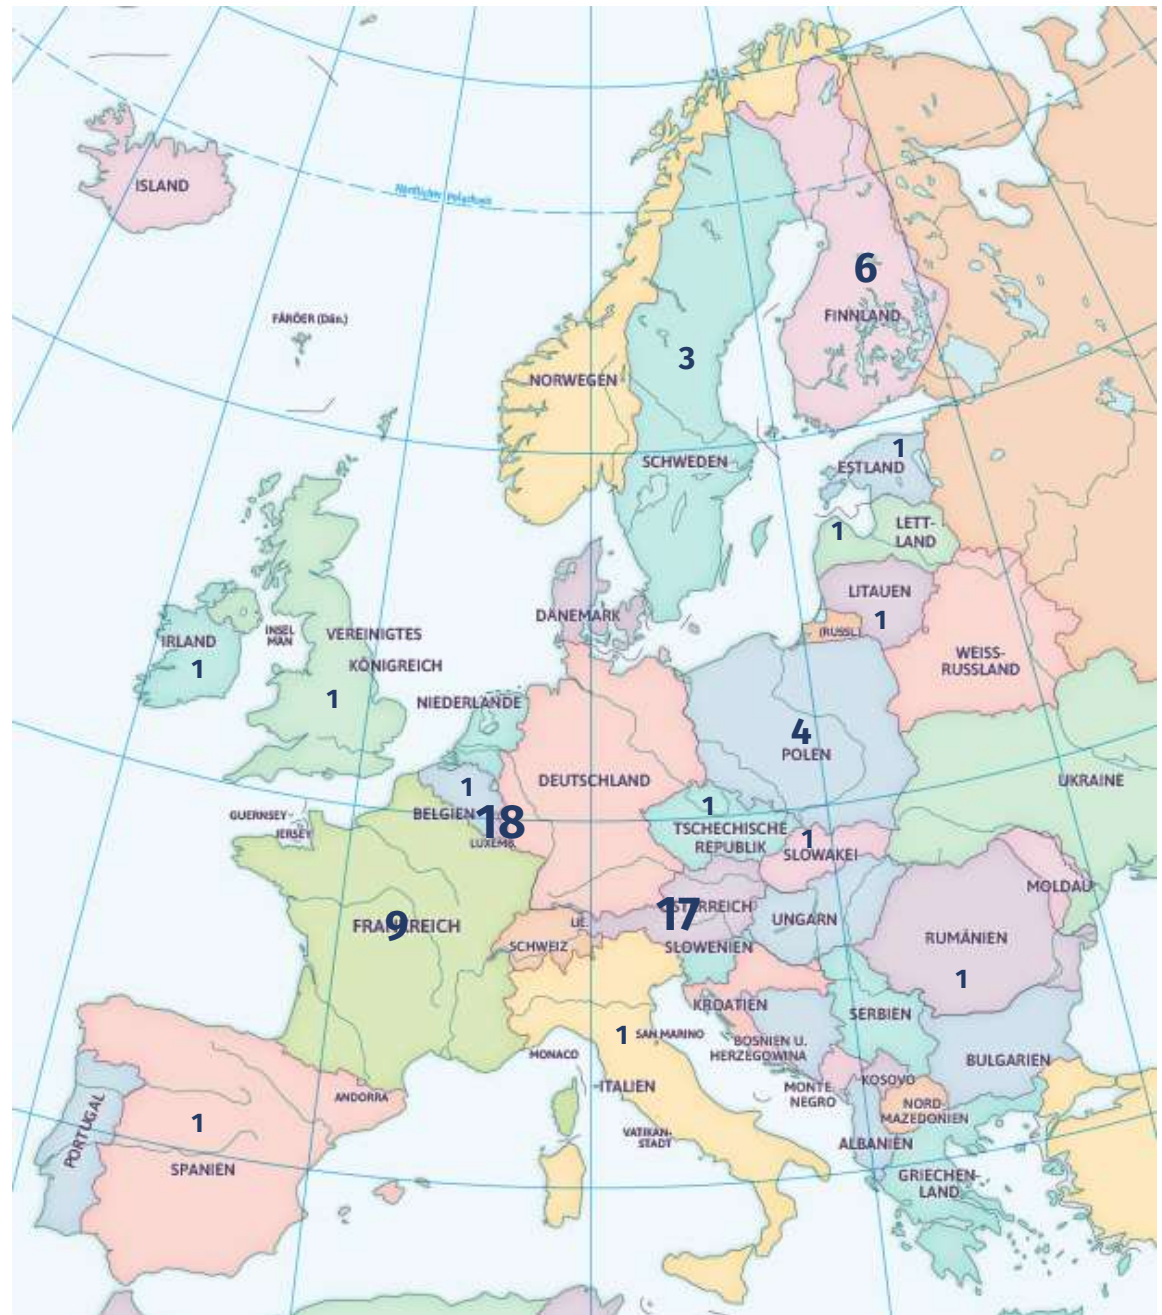 ISLAND
Nördlicher Polarkreis
6
FINNLAND
FÄRÖER (Dän.)
3
NORWEGEN
1
ESTLAND
SCHWEDEN
1
LETT-
LAND
LITAUEN
DÄNEMARK
1
(RUSSL)
INSEL
MAN
VEREINIGTES
IRLAND
1
KÖNIGREICH
WEISS-
RUSSLAND
1
NIEDERLANDE
4
POLEN
DEUTSCHLAND
UKRAINE
1
BELGIEN
18
LUXEMB.
1
TSCHECHISCHE
REPUBLIK
1
SLOWAKEI
GUERNSEY
JERSEY
MOLDAU
9
FRANKREICH
LIE.
SCHWEIZ
17
ÖSTERREICH
UNGARN
SLOWENIEN
RUMÄNIEN
1
KROATIEN
SERBIEN
1
SAN MARINO
BOSNIEN U.
HERZEGOWINA
MONACO
BULGARIEN
ITALIEN
MONTE
NEGRO
KOSOVO
ANDORRA
NORD-
MAZEDONIEN
PORTUGAL
1
SPANIEN
VATIKAN-
STADT
ALBANIEN
GRIECHEN-
LAND